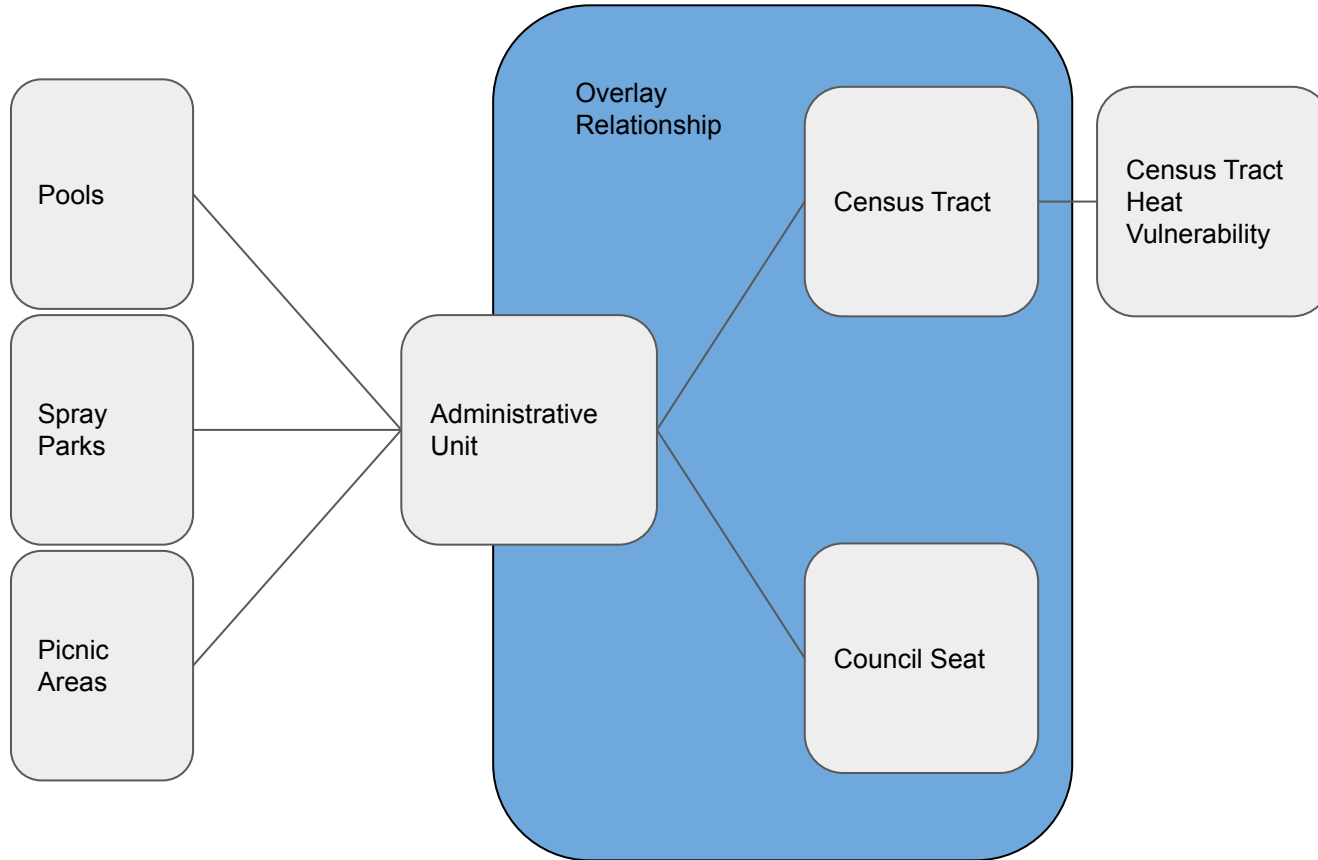 Pools
Spray
Parks
Picnic
Areas
Administrative
Unit
Overlay
Relationship
Census Tract
Council Seat
Census Tract
Heat
Vulnerability